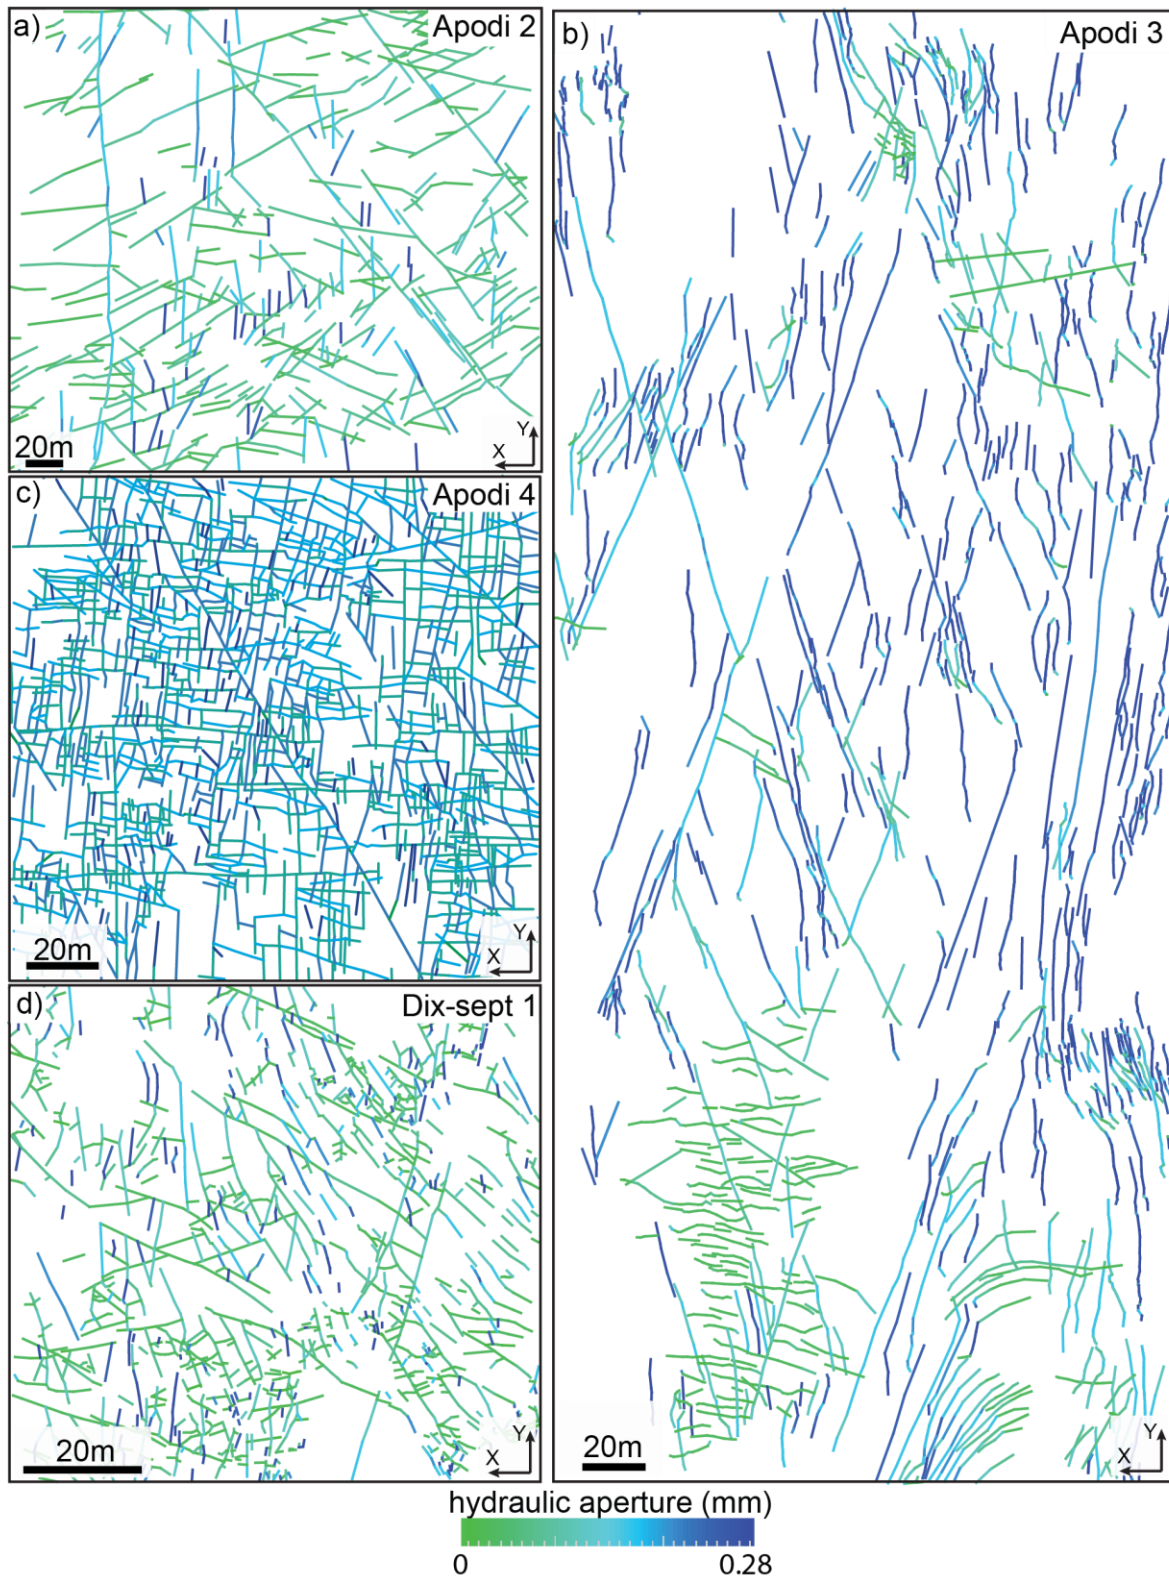 a) Apodi 2
20m
Y
X
b) Apodi 3
20m
Y
X
c) Apodi 4
20m
Y
X
d) Dix-sept 1
20m
Y
X
hydraulic aperture (mm)
0 0.28